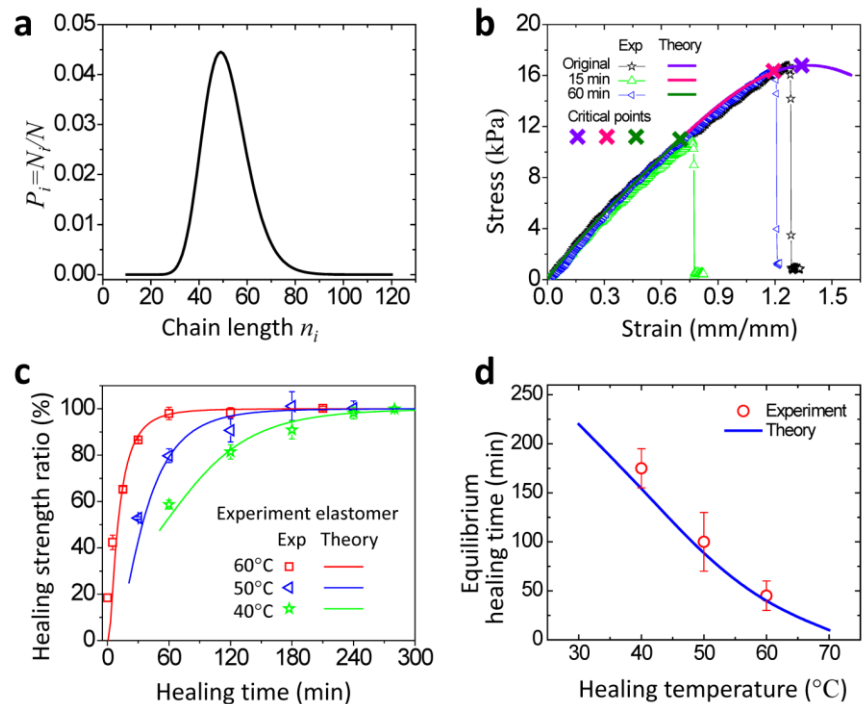 a
0.05
0.04
0.03
0.02
0.01
0.00
P_i=N_i/N
0 20 40 60 80 100 120
Chain length n_i
b
20
16
12
8
4
0
Stress (kPa)
Exp Theory
Original
15 min
60 min
Critical points
0.0 0.3 0.6 0.9 1.2 1.5
Strain (mm/mm)
c
100
80
60
40
20
0
Healing strength ratio (%)
Experiment elastomer
Exp Theory
60°C
50°C
40°C
0 60 120 180 240 300
Healing time (min)
d
250
200
150
100
50
0
Equilibrium
healing time (min)
Experiment
Theory
30 40 50 60 70
Healing temperature (°C)